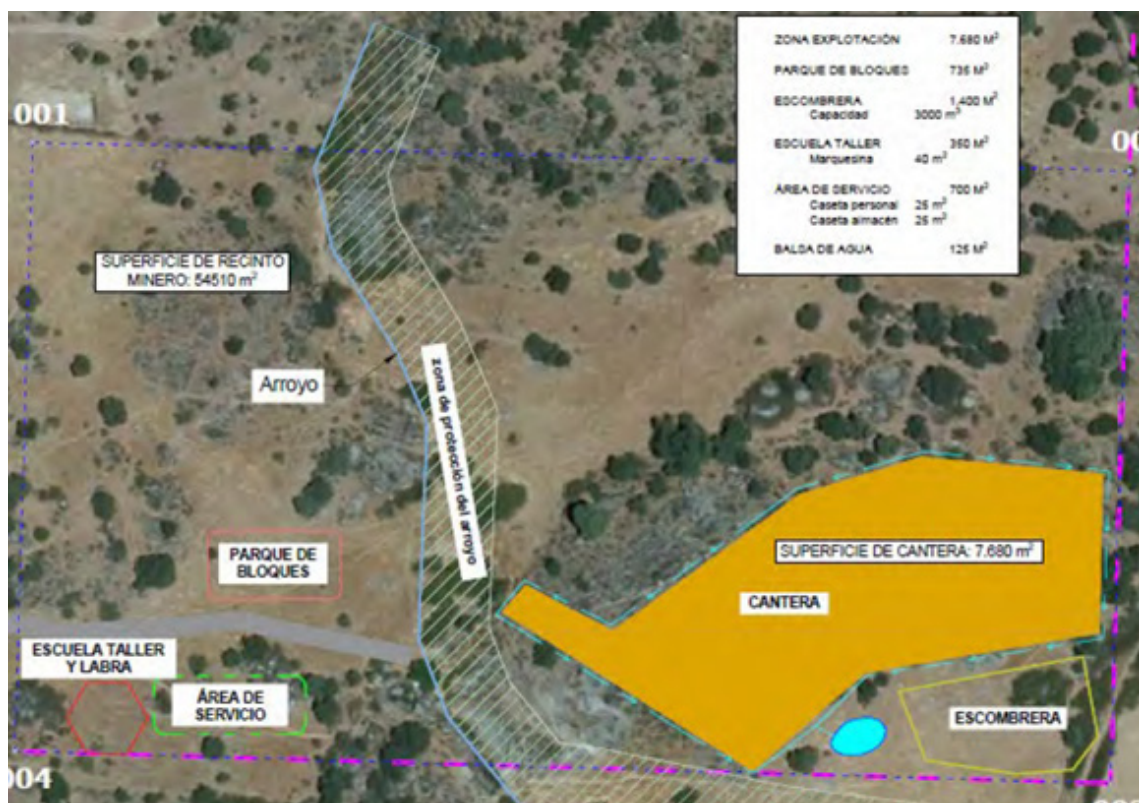 ZONA EXPLOTACIÓN 7.680 M²
PARQUE DE BLOQUES 735 M²
ESCOMBRERA 1,400 M²
Capacidad 3000 m³
ESCUELA TALLER 350 M²
Marquesina 40 m²
ÁREA DE SERVICIO 700 M²
Caseta personal 25 m²
Caseta almacén 25 m²
BALSA DE AGUA 125 M²
001
00
SUPERFICIE DE RECINTO
MINERO: 54510 m²
Arroyo
zona de protección del arroyo
SUPERFICIE DE CANTERA: 7.680 m²
PARQUE DE
BLOQUES
CANTERA
ESCUELA TALLER
Y LABRA
ÁREA DE
SERVICIO
ESCOMBRERA
004